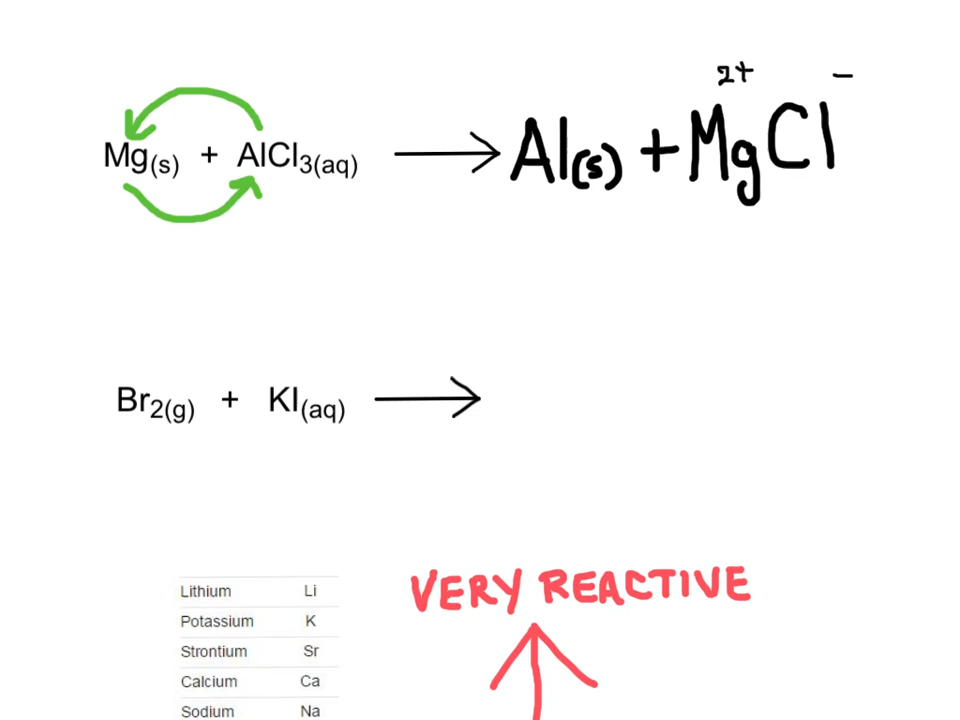 2+ −
Mg(s) + AlCl3(aq) ⟶ Al(s) + MgCl
Br2(g) + KI(aq) ⟶
VERY REACTIVE
Lithium Li
Potassium K
Strontium Sr
Calcium Ca
Sodium Na